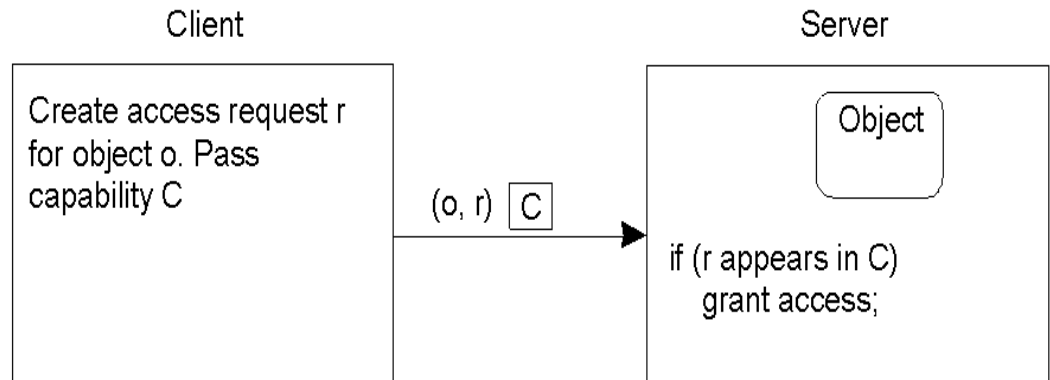 Client
Server
Create access request r
for object o. Pass
capability C
(o, r) C
Object
if (r appears in C)
grant access;